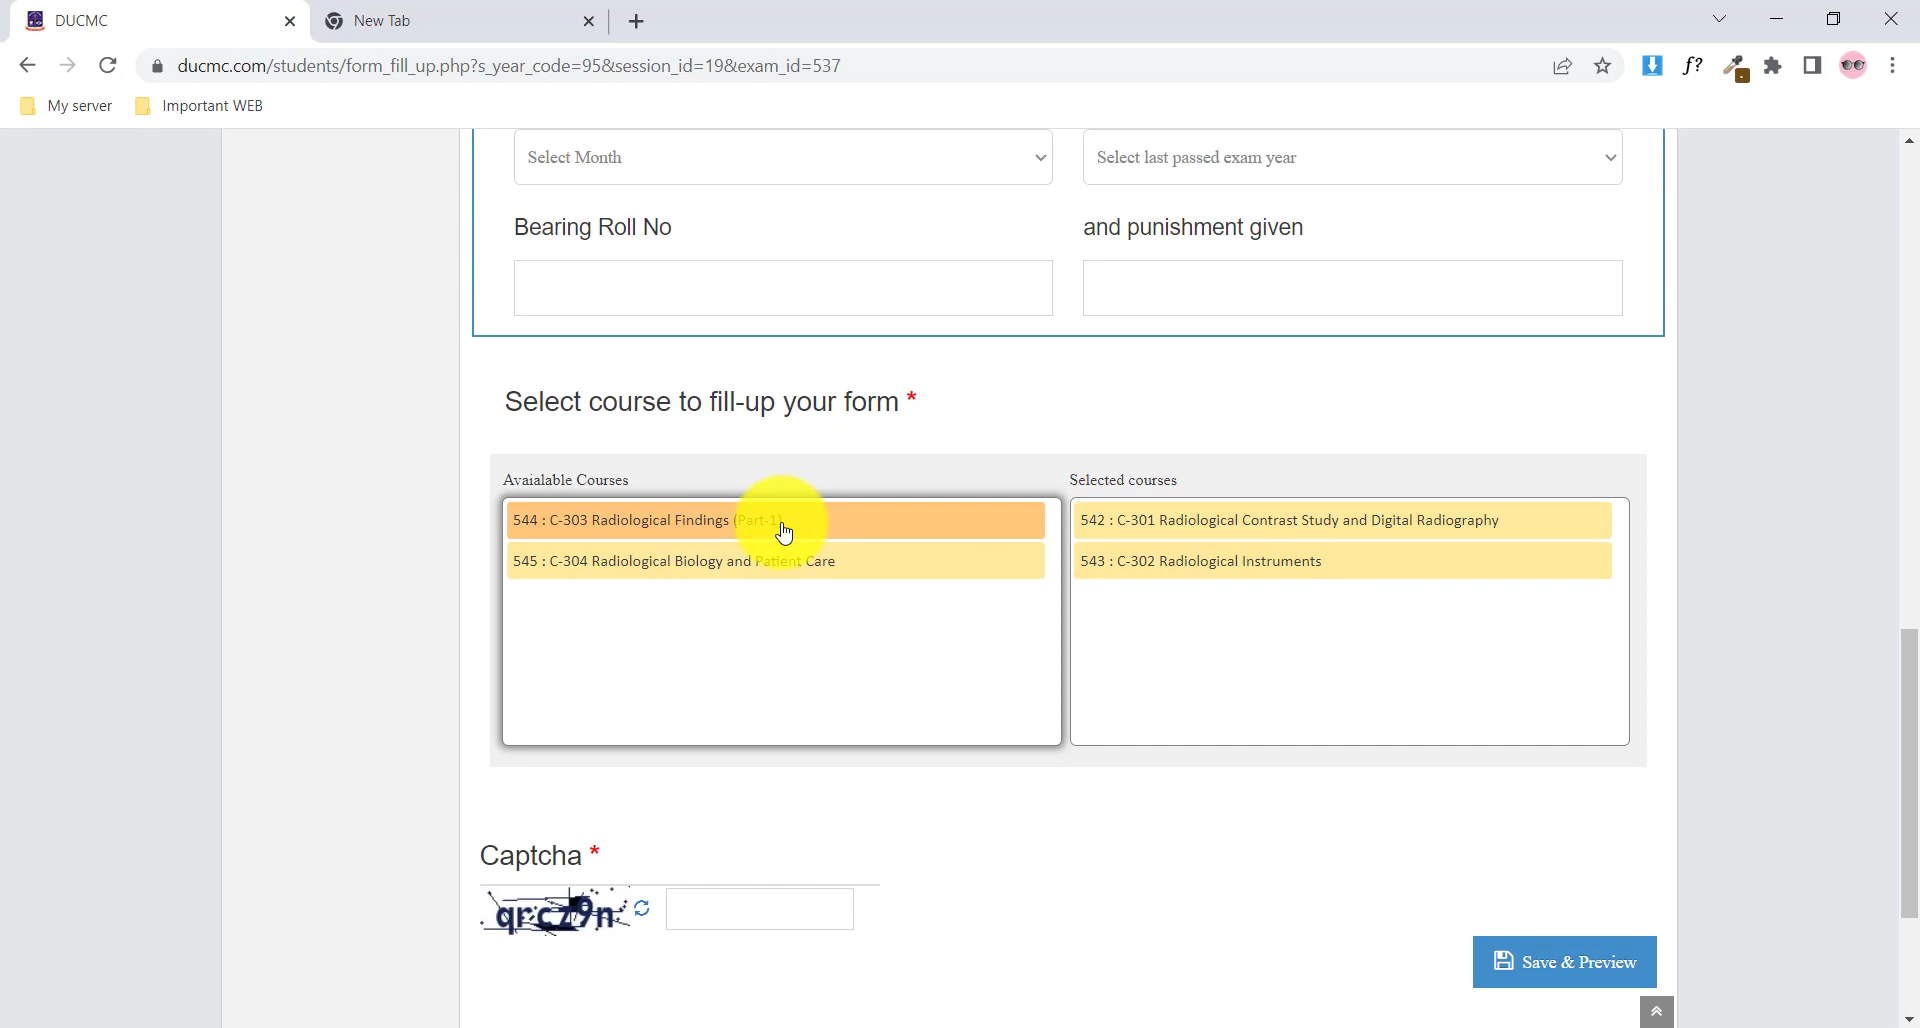 DUCMC
New Tab
ducmc.com/students/form_fill_up.php?s_year_code=95&session_id=19&exam_id=537
f?
My server
Important WEB
Select Month
Select last passed exam year
Bearing Roll No
and punishment given
Select course to fill-up your form *
Avaialable Courses
Selected courses
544 : C-303 Radiological Findings (Part-1)
545 : C-304 Radiological Biology and Patient Care
542 : C-301 Radiological Contrast Study and Digital Radiography
543 : C-302 Radiological Instruments
Captcha *
qrcz9n
Save & Preview